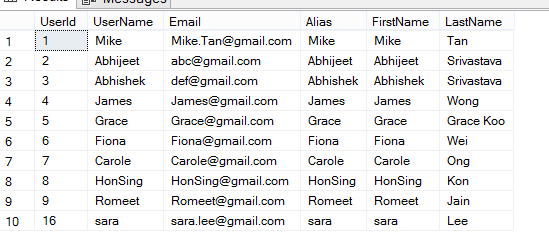 Messages
UserId UserName Email Alias FirstName LastName
1 1 Mike Mike.Tan@gmail.com Mike Mike Tan
2 2 Abhijeet abc@gmail.com Abhijeet Abhijeet Srivastava
3 3 Abhishek def@gmail.com Abhishek Abhishek Srivastava
4 4 James James@gmail.com James James Wong
5 5 Grace Grace@gmail.com Grace Grace Grace Koo
6 6 Fiona Fiona@gmail.com Fiona Fiona Wei
7 7 Carole Carole@gmail.com Carole Carole Ong
8 8 HonSing HonSing@gmail.com HonSing HonSing Kon
9 9 Romeet Romeet@gmail.com Romeet Romeet Jain
10 16 sara sara.lee@gmail.com sara sara Lee